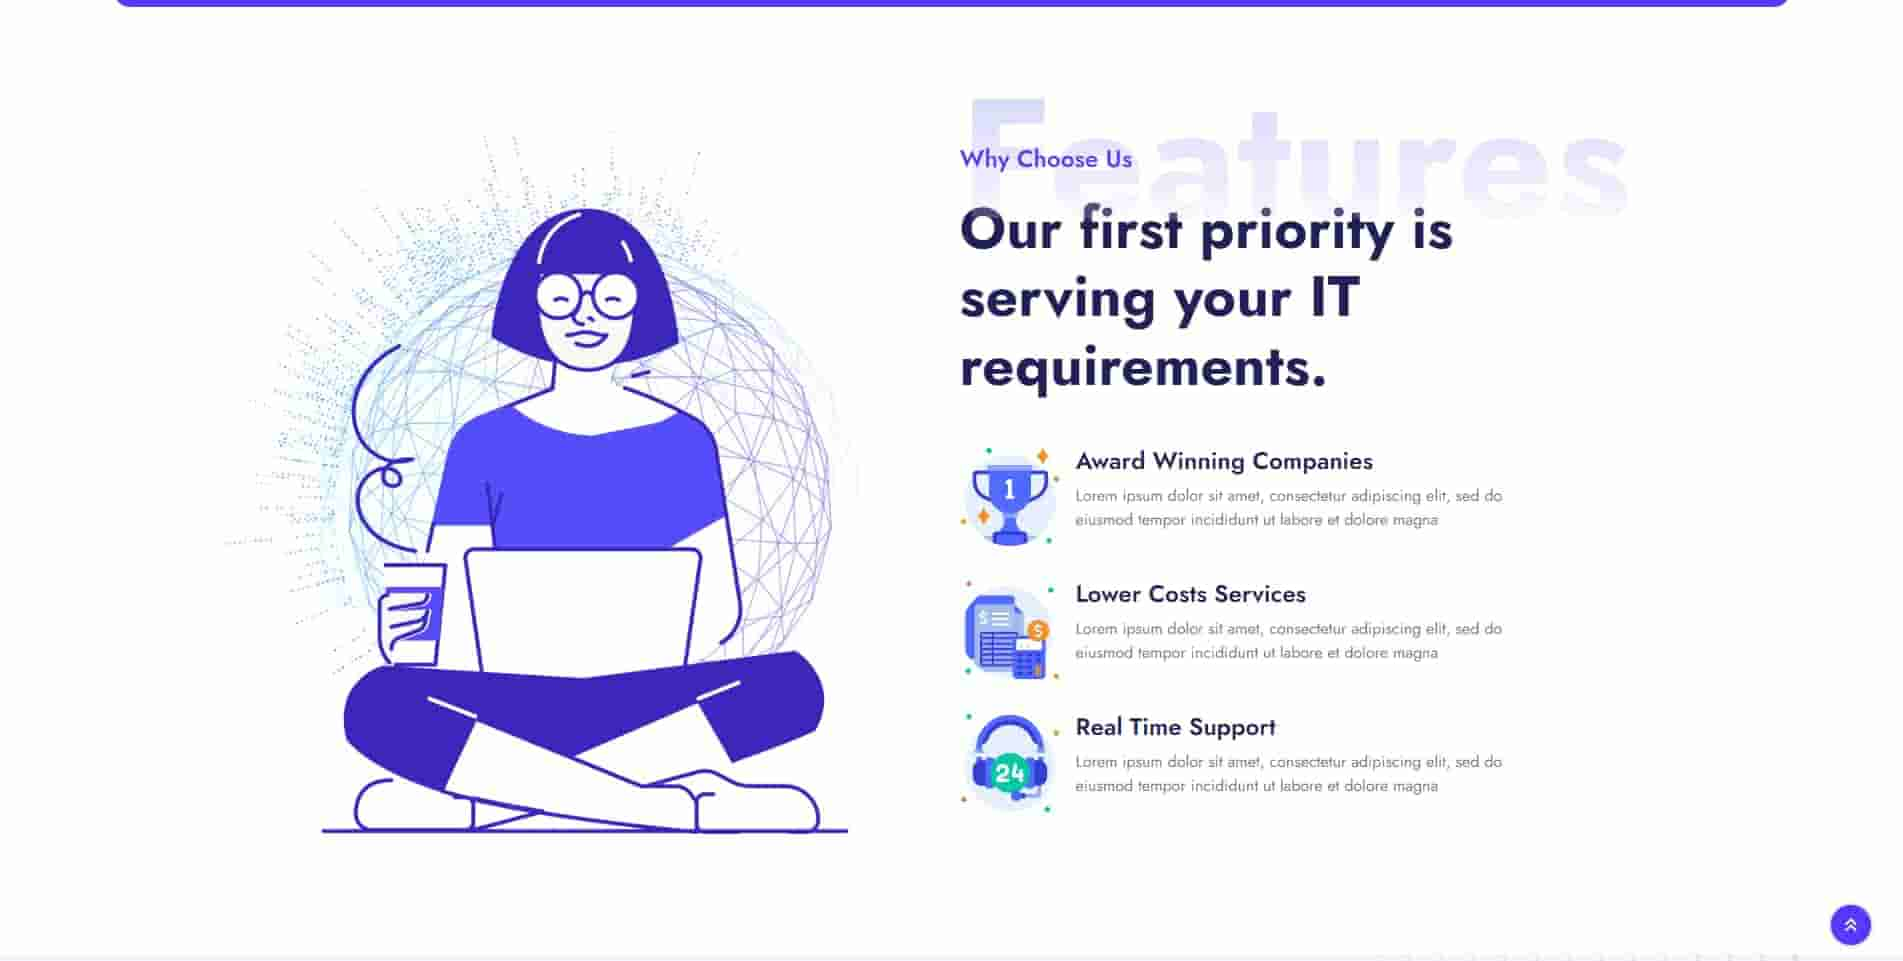 Features
Why Choose Us
Our first priority is
serving your IT
requirements.
1
Award Winning Companies
Lorem ipsum dolor sit amet, consectetur adipiscing elit, sed do
eiusmod tempor incididunt ut labore et dolore magna
$
$
Lower Costs Services
Lorem ipsum dolor sit amet, consectetur adipiscing elit, sed do
eiusmod tempor incididunt ut labore et dolore magna
24
Real Time Support
Lorem ipsum dolor sit amet, consectetur adipiscing elit, sed do
eiusmod tempor incididunt ut labore et dolore magna